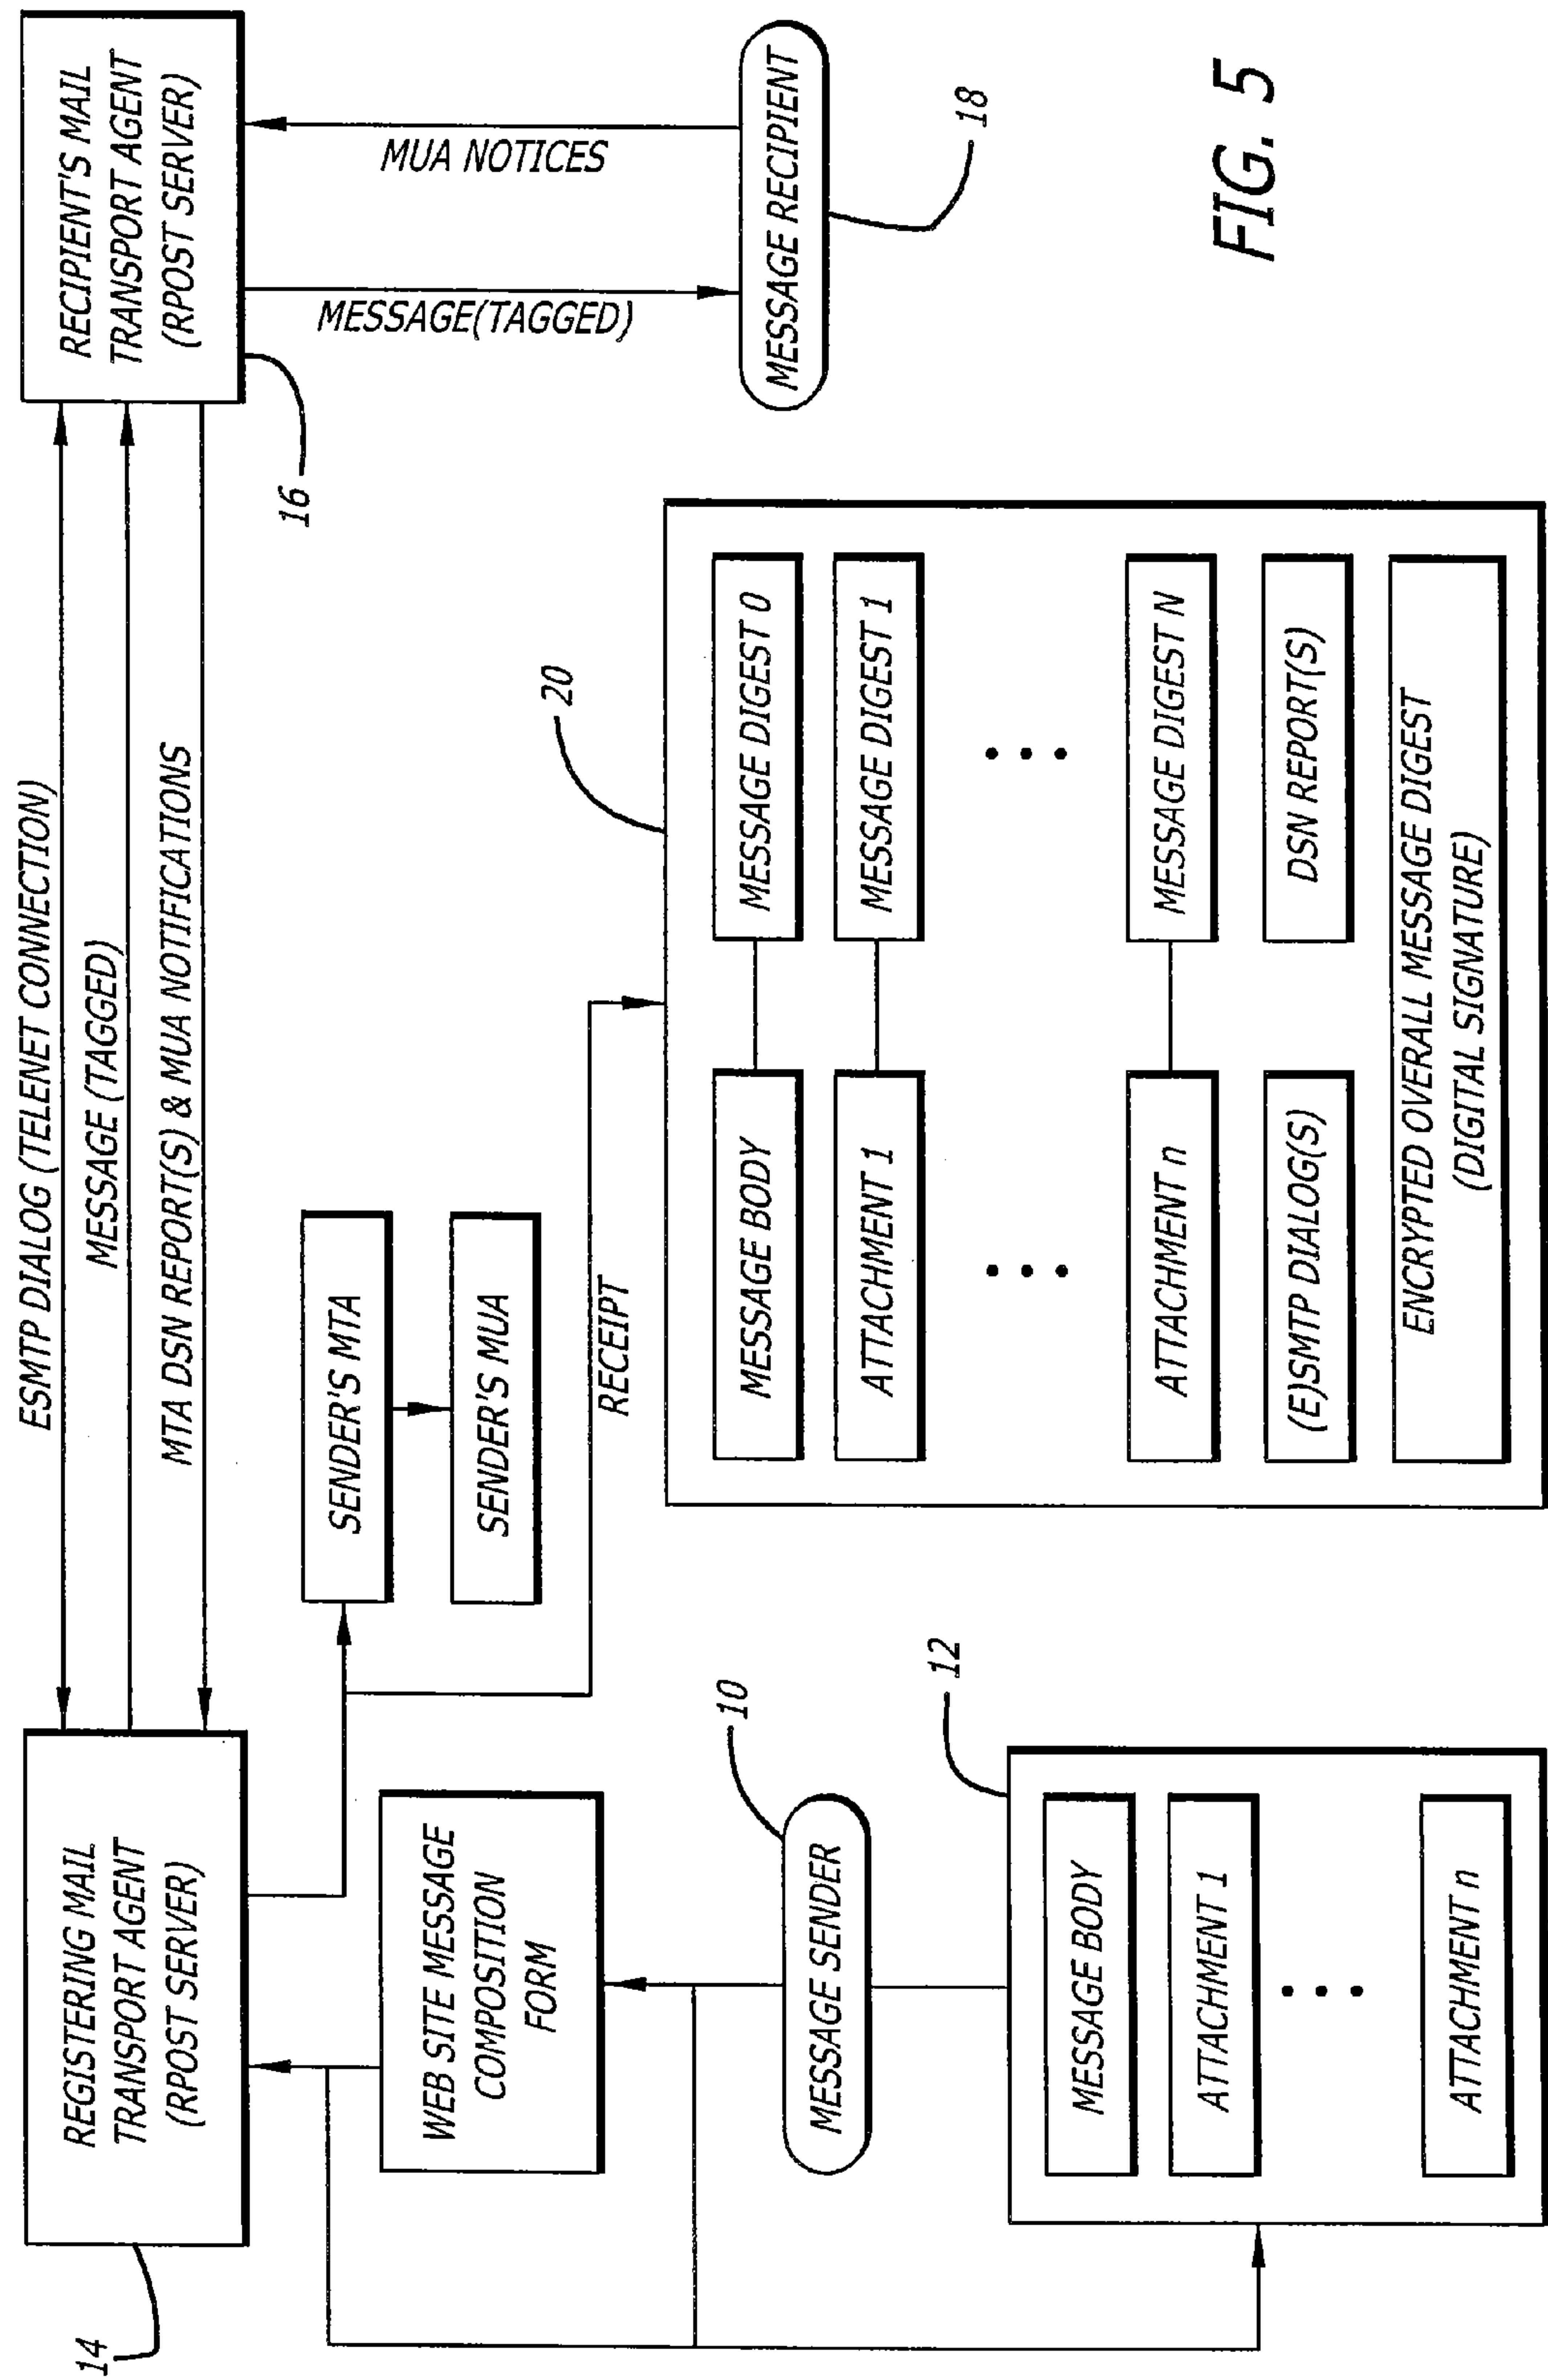 14
REGISTERING MAIL
TRANSPORT AGENT
(RPOST SERVER)
ESMTP DIALOG (TELENET CONNECTION)
MESSAGE (TAGGED)
MTA DSN REPORT(S) & MUA NOTIFICATIONS
RECIPIENT'S MAIL
TRANSPORT AGENT
(RPOST SERVER)
16
MESSAGE(TAGGED)
MUA NOTICES
MESSAGE RECIPIENT
18
WEB SITE MESSAGE
COMPOSITION
FORM
SENDER'S MTA
SENDER'S MUA
RECEIPT
MESSAGE SENDER
10
12
MESSAGE BODY
ATTACHMENT 1
ATTACHMENT n
20
MESSAGE BODY
MESSAGE DIGEST 0
ATTACHMENT 1
MESSAGE DIGEST 1
ATTACHMENT n
MESSAGE DIGEST N
(E)SMTP DIALOG(S)
DSN REPORT(S)
ENCRYPTED OVERALL MESSAGE DIGEST
(DIGITAL SIGNATURE)
FIG. 5